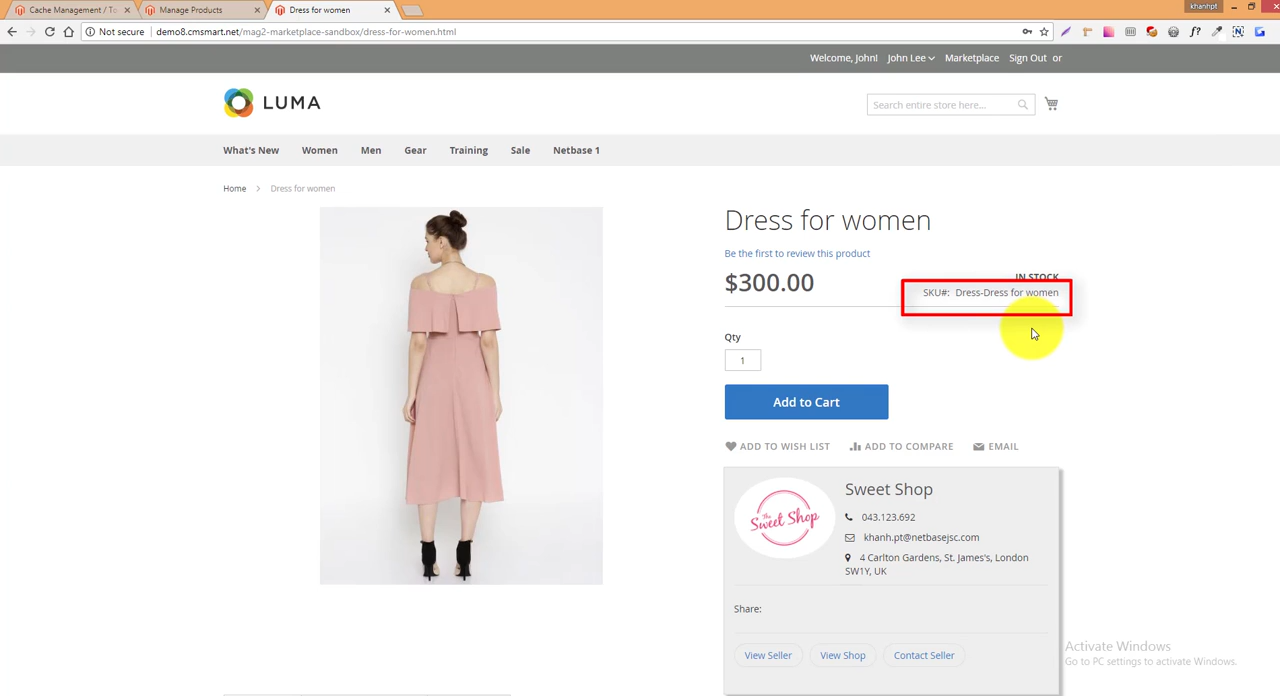 Cache Management / To
Manage Products
Dress for women
khanhpt
Not secure
demo8.cmsmart.net/mag2-marketplace-sandbox/dress-for-women.html
f?
N
Welcome, John!
John Lee
Marketplace
Sign Out
or
LUMA
Search entire store here...
What's New
Women
Men
Gear
Training
Sale
Netbase 1
Home
Dress for women
Dress for women
Be the first to review this product
$300.00
IN STOCK
SKU#: Dress-Dress for women
Qty
1
Add to Cart
ADD TO WISH LIST
ADD TO COMPARE
EMAIL
The
Sweet Shop
Sweet Shop
043.123.692
khanh.pt@netbasejsc.com
4 Carlton Gardens, St. James's, London
SW1Y, UK
Share:
View Seller
View Shop
Contact Seller
Activate Windows
Go to PC settings to activate Windows.